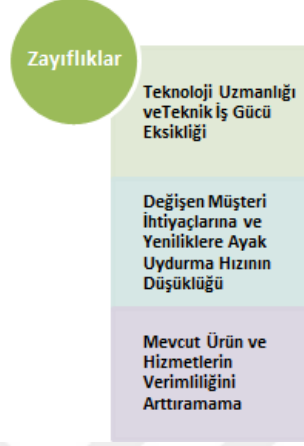 Zayıflıklar
Teknoloji Uzmanlığı
veTeknik İş Gücü
Eksikliği
Değişen Müşteri
İhtiyaçlarına ve
Yeniliklere Ayak
Uydurma Hızının
Düşüklüğü
Mevcut Ürün ve
Hizmetlerin
Verimliliğini
Arttıramama